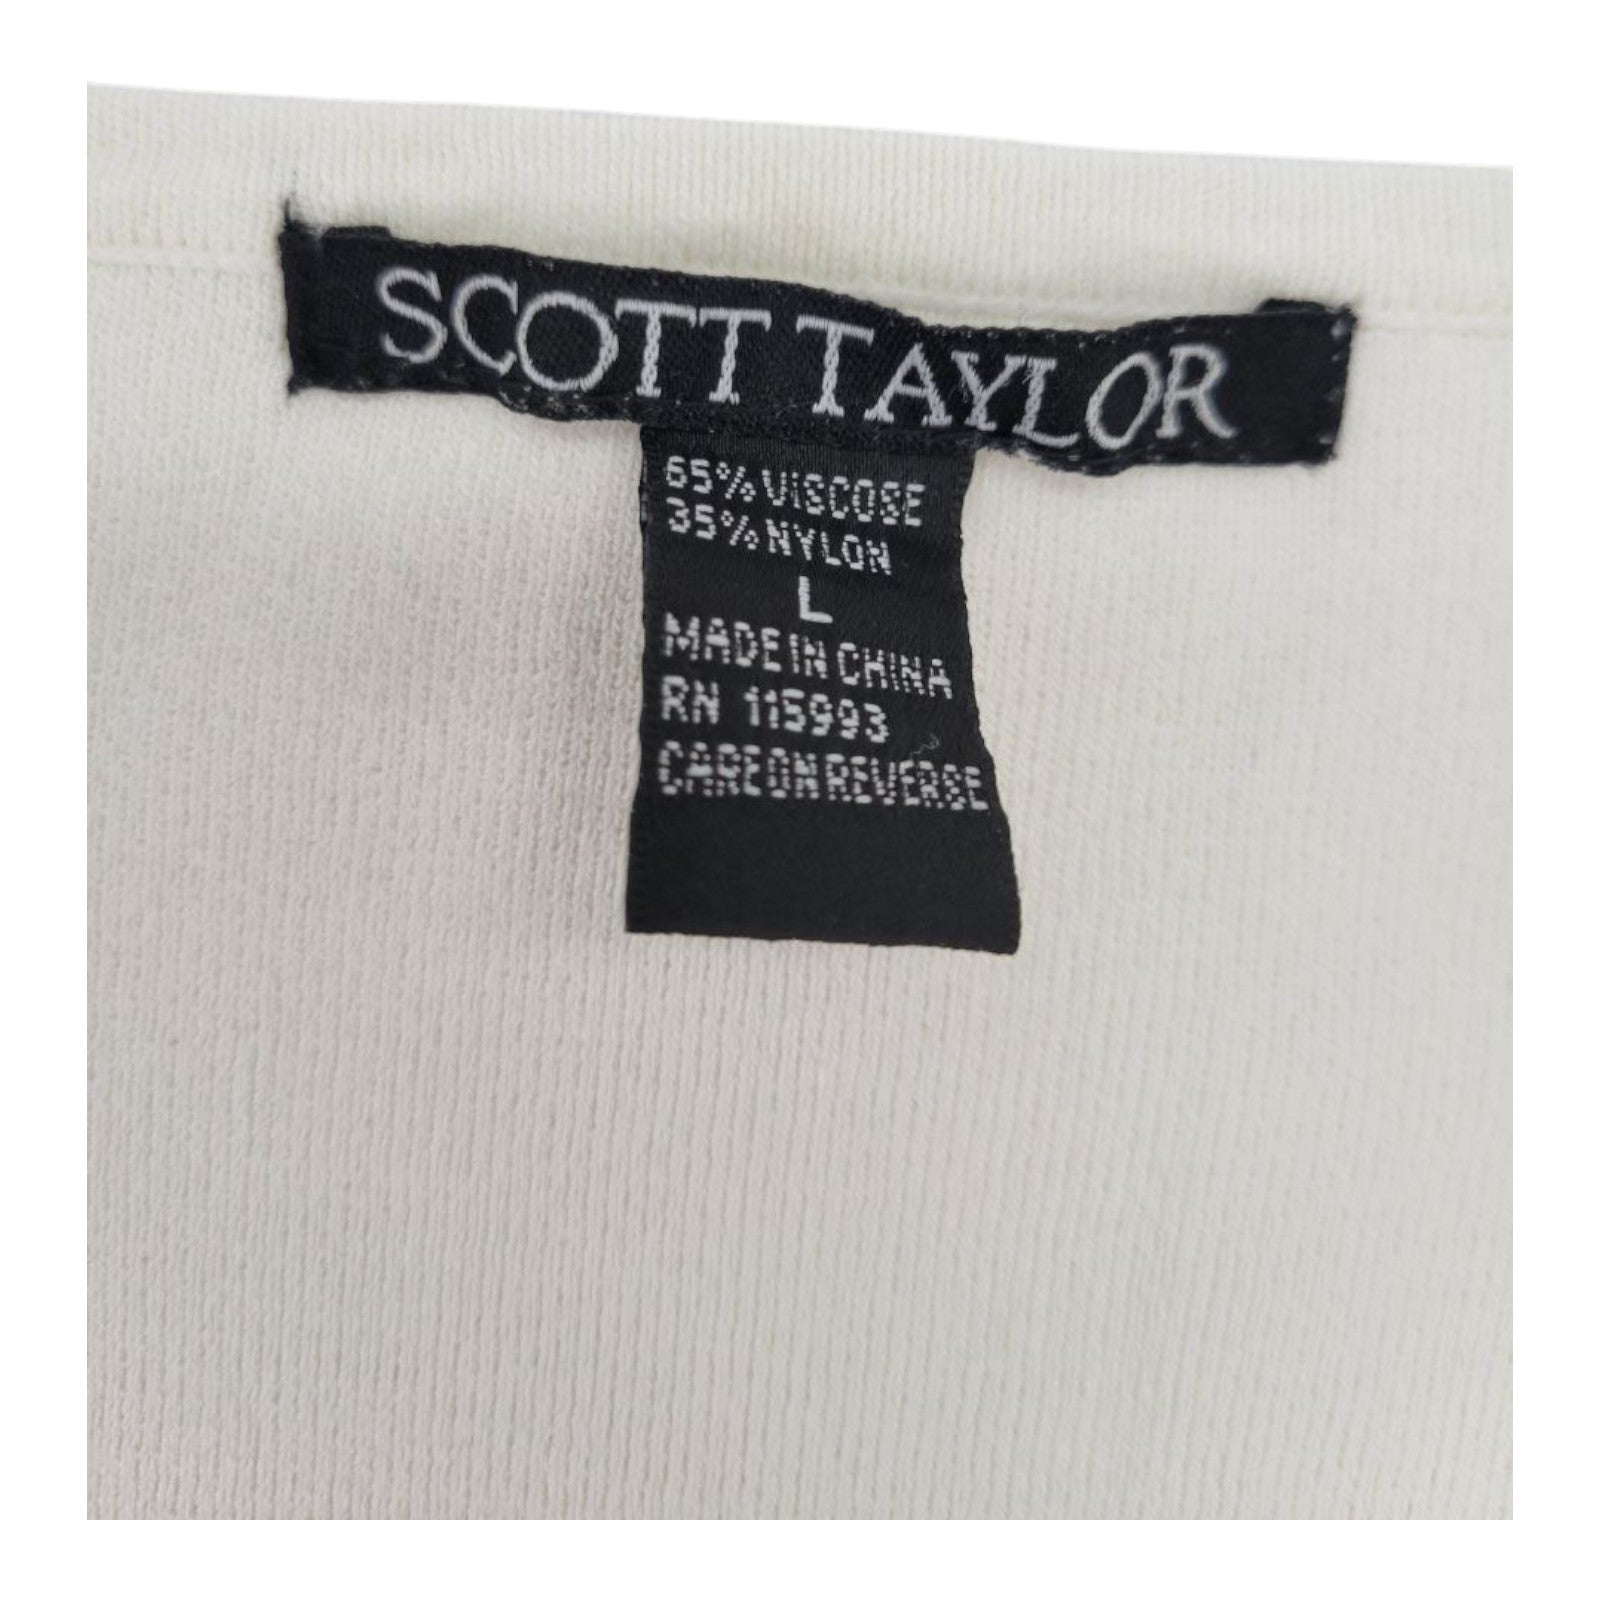 SCOTT TAYLOR
65% VISCOSE
35% NYLON
L
MADE IN CHINA
RN 115993
CARE ON REVERSE